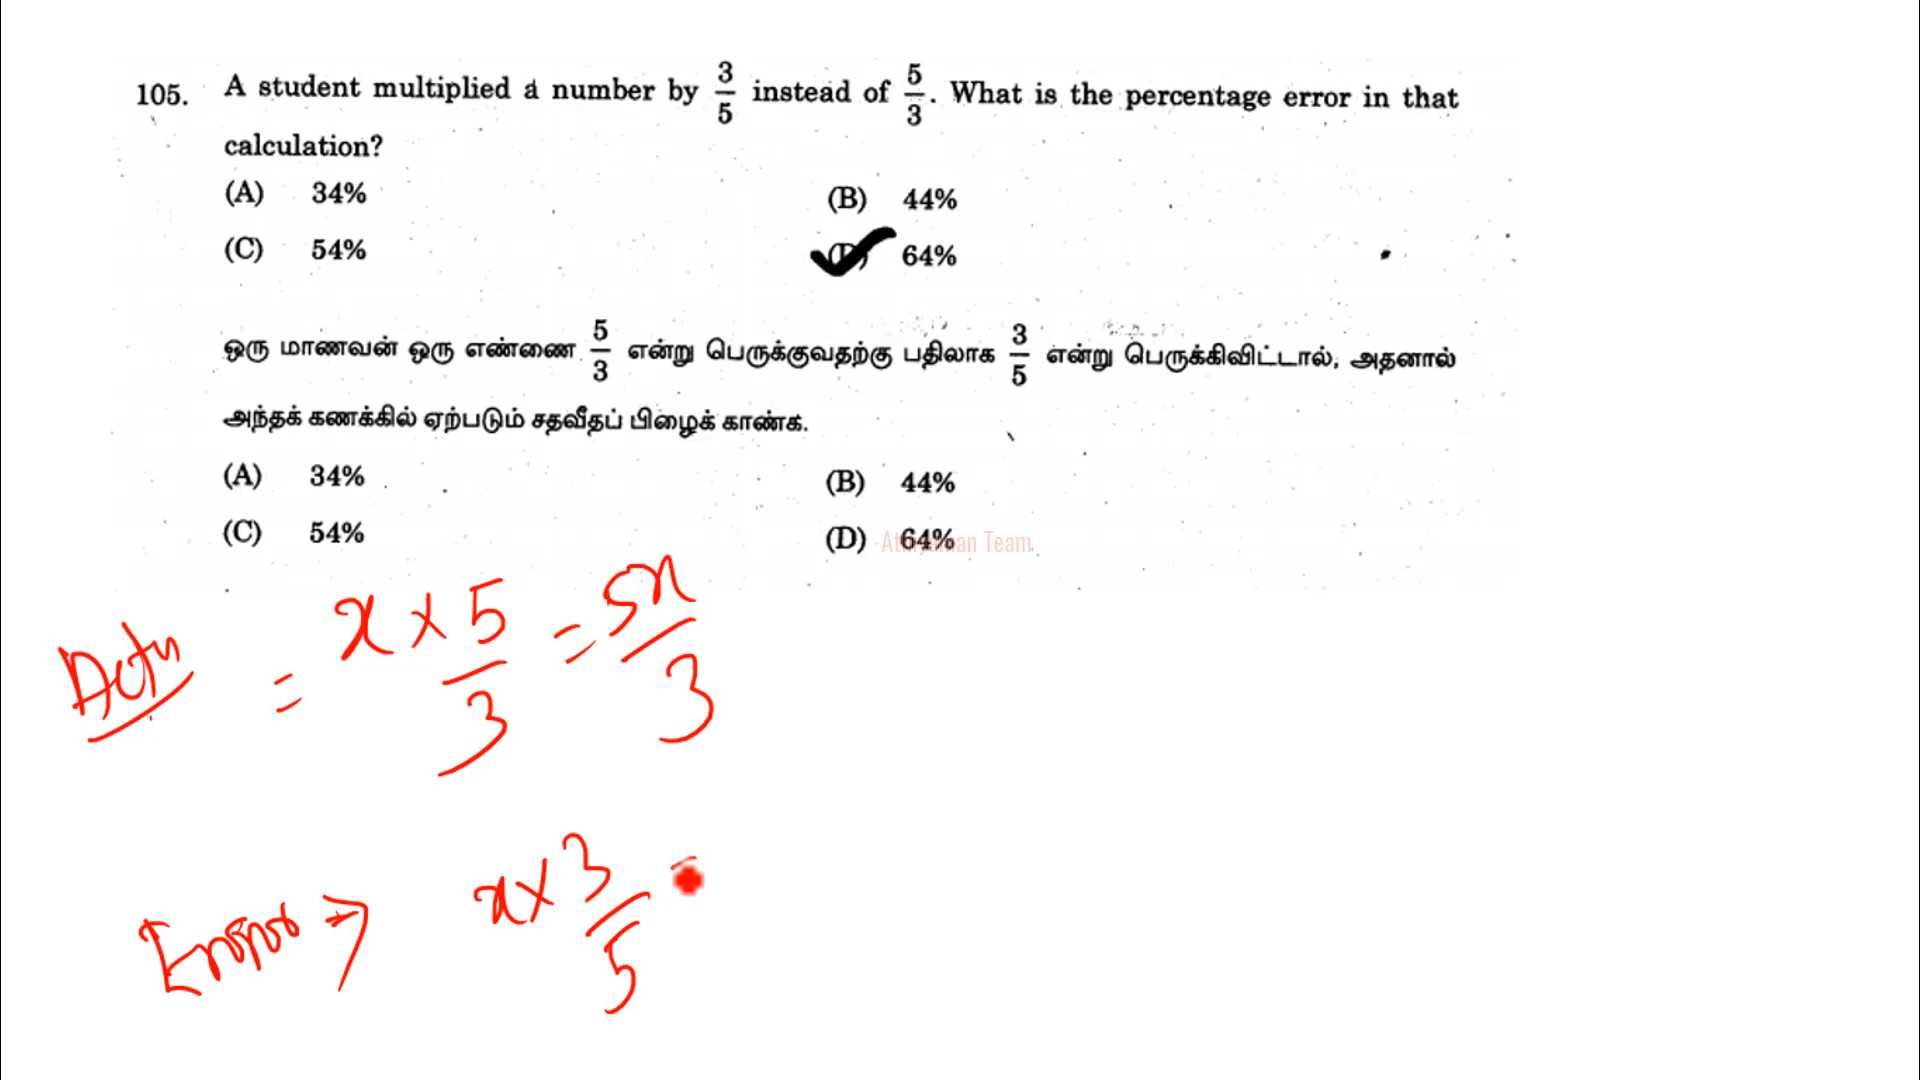 105. A student multiplied a number by 3/5 instead of 5/3. What is the percentage error in that
calculation?
(A) 34% (B) 44%
(C) 54% 64%
ஒரு மாணவன் ஒரு எண்ணை 5/3 என்று பெருக்குவதற்கு பதிலாக 3/5 என்று பெருக்கிவிட்டால், அதனால்
அந்தக் கணக்கில் ஏற்படும் சதவீதப் பிழைக் காண்க.
(A) 34% (B) 44%
(C) 54% (D) 64%
Athiyaman Team
= x × 5/3 = 5x/3
Error → x × 3/5 =